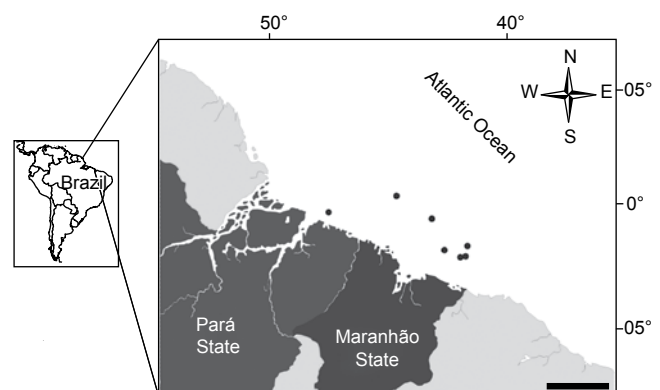 50°
40°
N
W
E
S
Atlantic Ocean
05°
0°
05°
Brazil
Pará
State
Maranhão
State